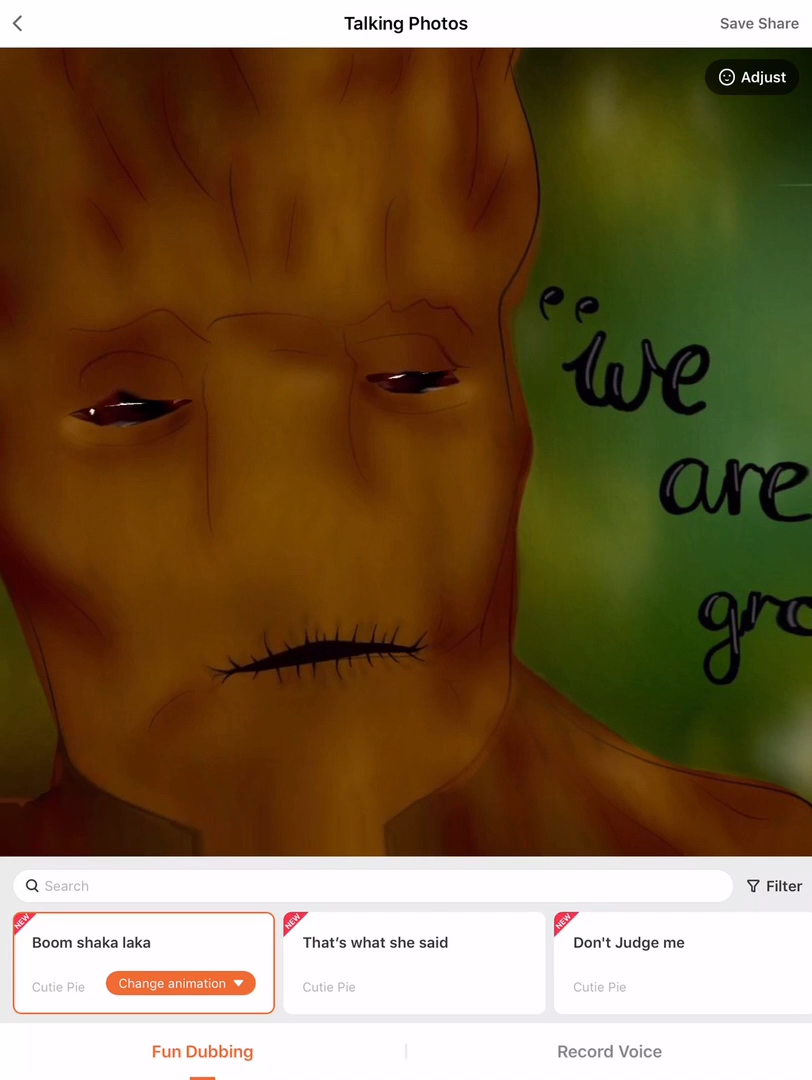 Talking Photos
Save Share
Adjust
"we
are
gro
Search
Filter
NEW
Boom shaka laka
Cutie Pie
Change animation
NEW
That's what she said
Cutie Pie
NEW
Don't Judge me
Cutie Pie
Fun Dubbing
Record Voice